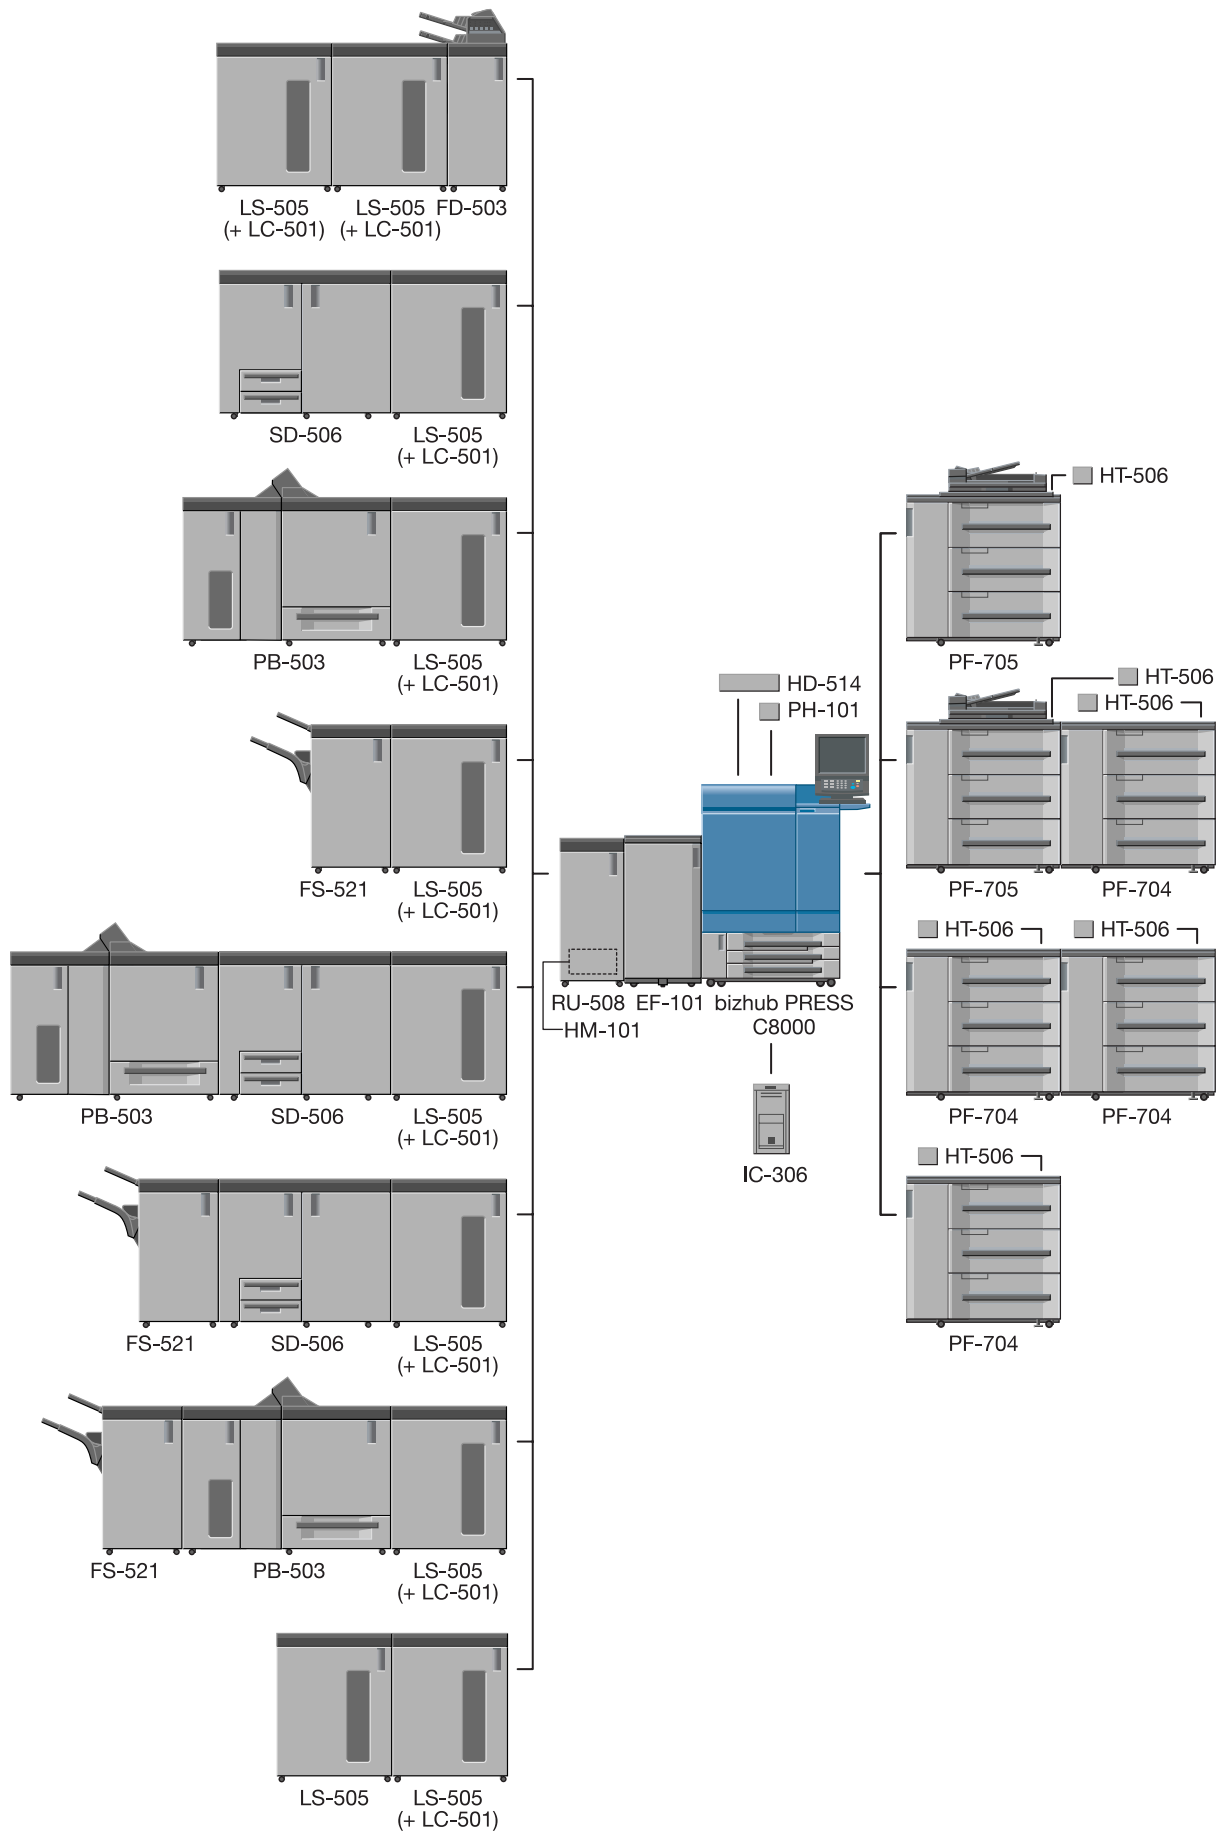 LS-505
(+ LC-501)
LS-505
(+ LC-501)
FD-503
SD-506
LS-505
(+ LC-501)
PB-503
LS-505
(+ LC-501)
FS-521
LS-505
(+ LC-501)
PB-503
SD-506
LS-505
(+ LC-501)
FS-521
SD-506
LS-505
(+ LC-501)
FS-521
PB-503
LS-505
(+ LC-501)
LS-505
LS-505
(+ LC-501)
HD-514
PH-101
RU-508
HM-101
EF-101
bizhub PRESS
C8000
IC-306
HT-506
PF-705
HT-506
HT-506
PF-705
PF-704
HT-506
HT-506
PF-704
PF-704
HT-506
PF-704